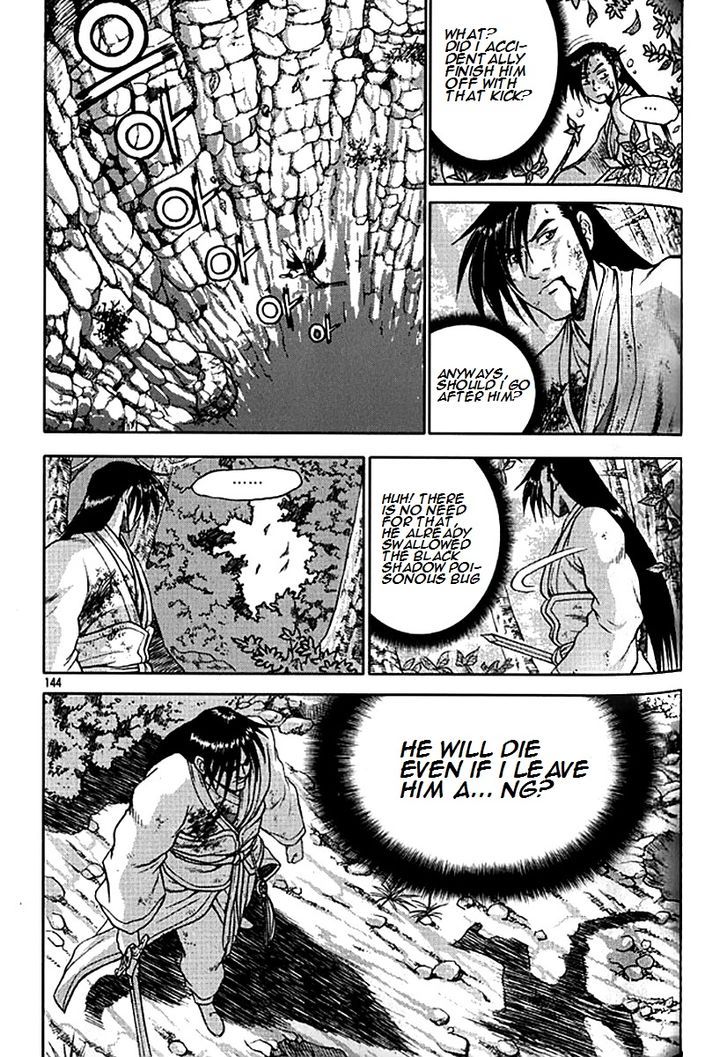 으
아
아
아
아
아
WHAT?
DID I ACCI-
DENTALLY
FINISH HIM
OFF WITH
THAT KICK?
...
ANYWAYS,
SHOULD I GO
AFTER HIM?
......
HUH! THERE
IS NO NEED
FOR THAT,
HE ALREADY
SWALLOWED
THE BLACK
SHADOW POI-
SONOUS BUG
144
HE WILL DIE
EVEN IF I LEAVE
HIM A... NG?